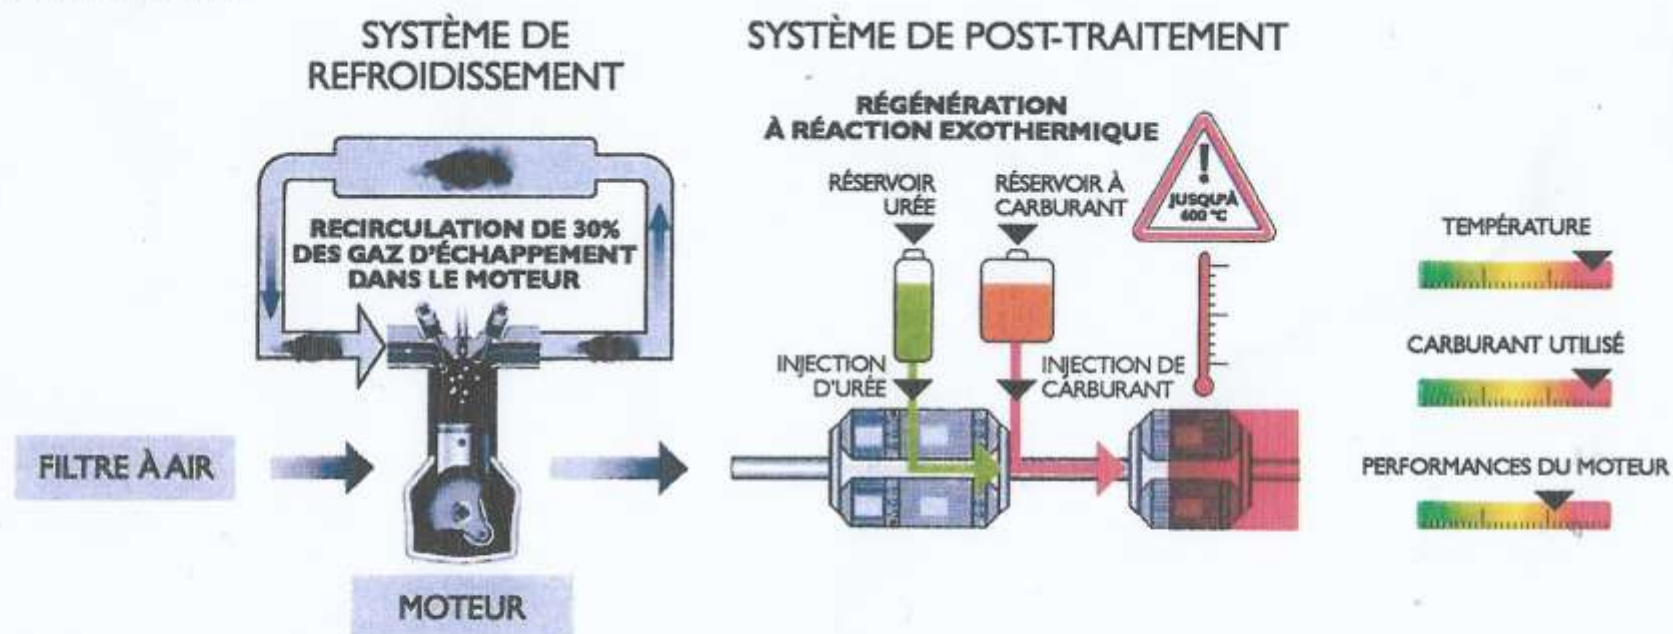 SYSTÈME DE
REFROIDISSEMENT
SYSTÈME DE POST-TRAITEMENT
RÉGÉNÉRATION
À RÉACTION EXOTHERMIQUE
RÉSERVOIR
URÉE
RÉSERVOIR À
CARBURANT
!
JUSQU'À
600 °C
RECIRCULATION DE 30%
DES GAZ D'ÉCHAPPEMENT
DANS LE MOTEUR
INJECTION
D'URÉE
INJECTION DE
CARBURANT
TEMPÉRATURE
CARBURANT UTILISÉ
PERFORMANCES DU MOTEUR
FILTRE À AIR
MOTEUR